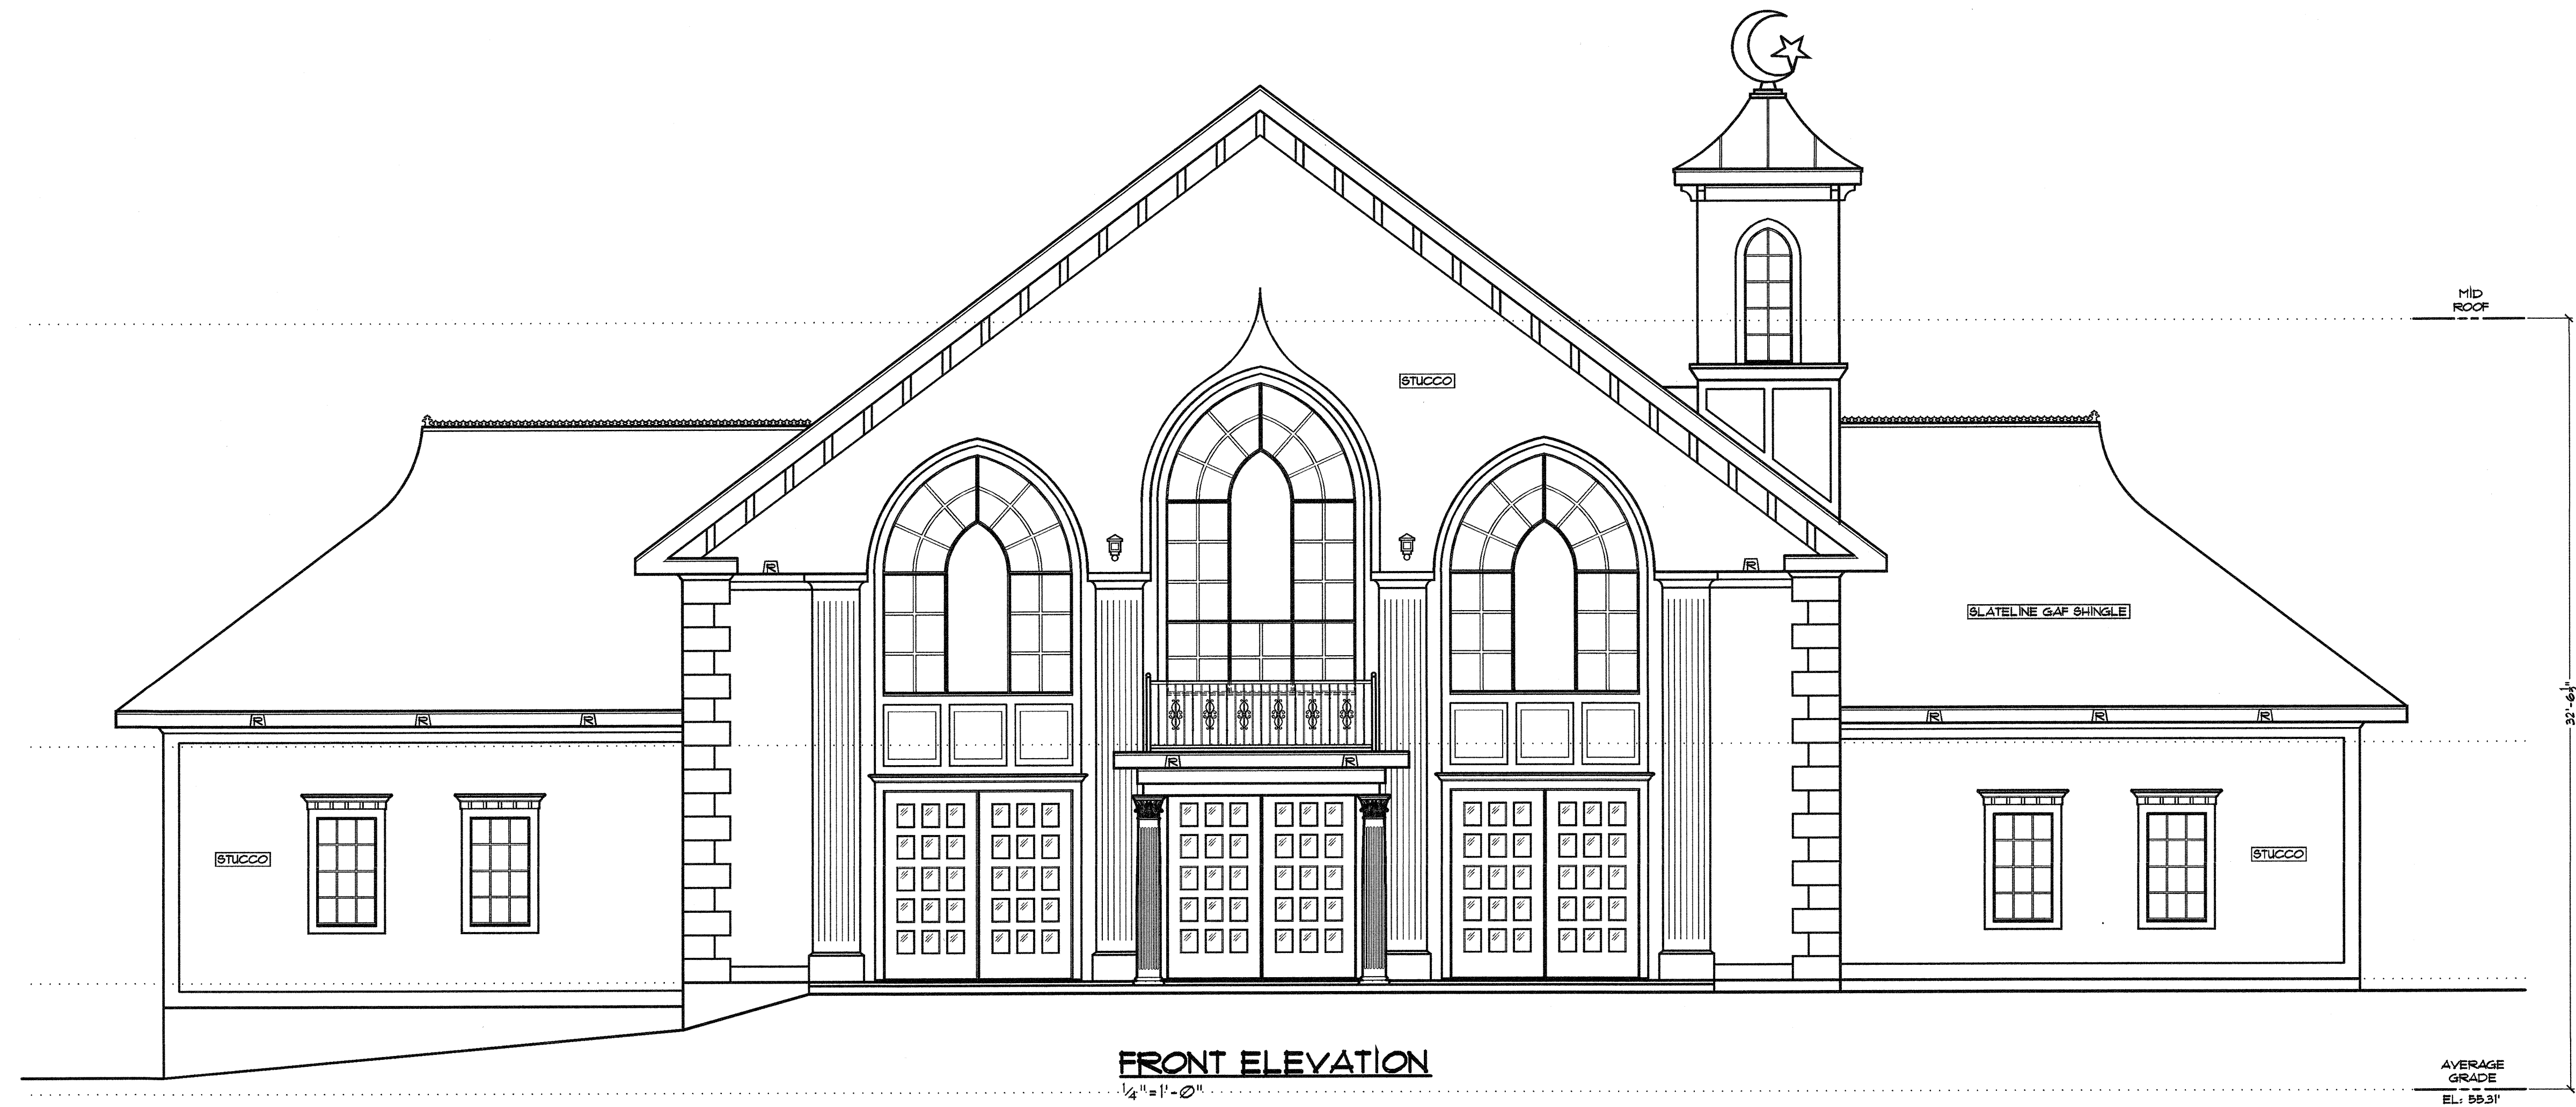 MID
ROOF
STUCCO
R
R
SLATELINE GAF SHINGLE
32'-6½"
R
R
R
R
R
R
R
R
STUCCO
STUCCO
FRONT ELEVATION
¼"=1'-0"
AVERAGE
GRADE
EL: 55.31'